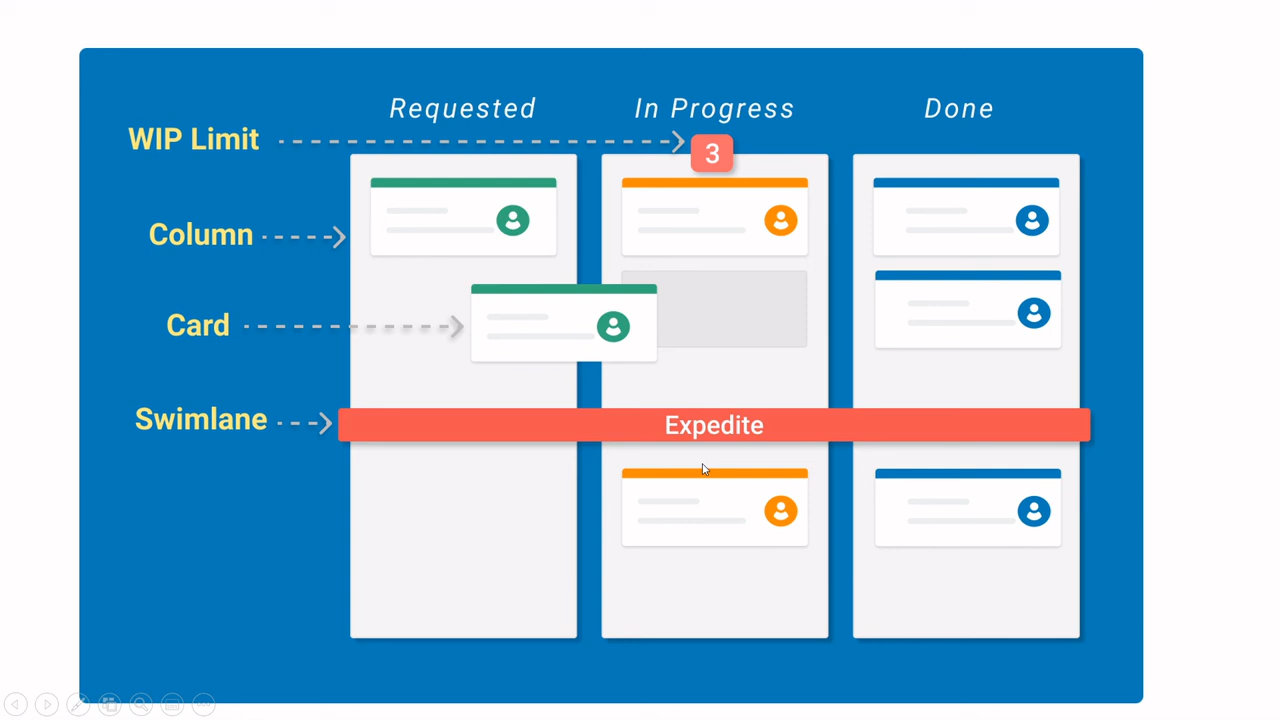 Requested
In Progress
Done
WIP Limit
3
Column
Card
Swimlane
Expedite